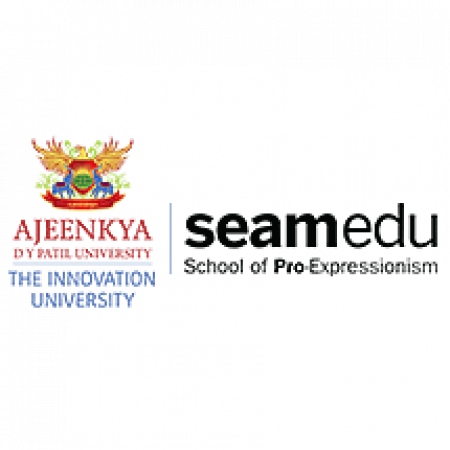 AJEENKYA
D Y PATIL UNIVERSITY
THE INNOVATION
UNIVERSITY
seamedu
School of Pro-Expressionism